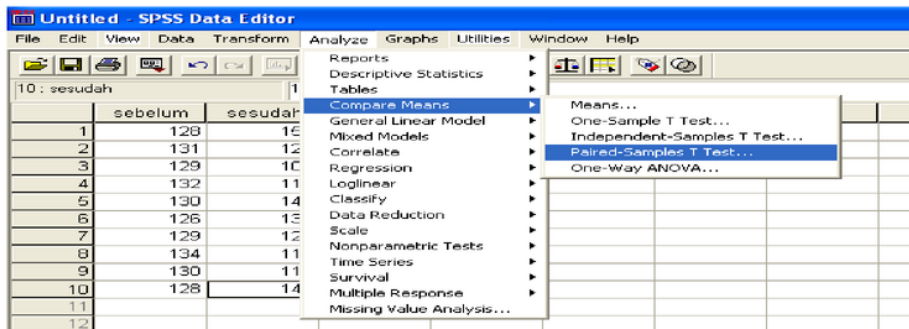 Untitled - SPSS Data Editor
File Edit View Data Transform Analyze Graphs Utilities Window Help
10 : sesudah
sebelum sesudah
1 128
2 131
3 129
4 132
5 130
6 126
7 129
8 134
9 130
10 128
11
12
Reports
Descriptive Statistics
Tables
Compare Means
General Linear Model
Mixed Models
Correlate
Regression
Loglinear
Classify
Data Reduction
Scale
Nonparametric Tests
Time Series
Survival
Multiple Response
Missing Value Analysis...
Means...
One-Sample T Test...
Independent-Samples T Test...
Paired-Samples T Test...
One-Way ANOVA...